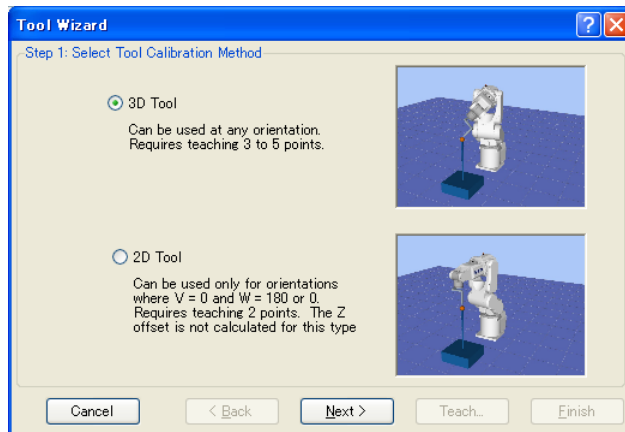 Tool Wizard
Step 1: Select Tool Calibration Method
3D Tool
Can be used at any orientation.
Requires teaching 3 to 5 points.
2D Tool
Can be used only for orientations
where V = 0 and W = 180 or 0.
Requires teaching 2 points. The Z
offset is not calculated for this type
Cancel
< Back
Next >
Teach...
Finish